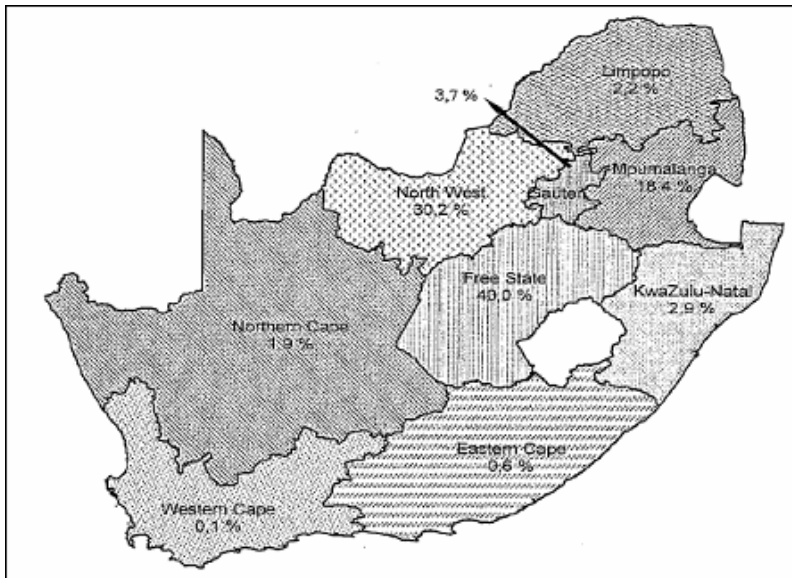 Limpopo
2,2 %
3,7 %
Mpumalanga
18,4 %
North West
30,2 %
Gauten
Free State
40,0 %
KwaZulu-Natal
2,9 %
Northern Cape
1,9 %
Eastern Cape
0,6 %
Western Cape
0,1 %